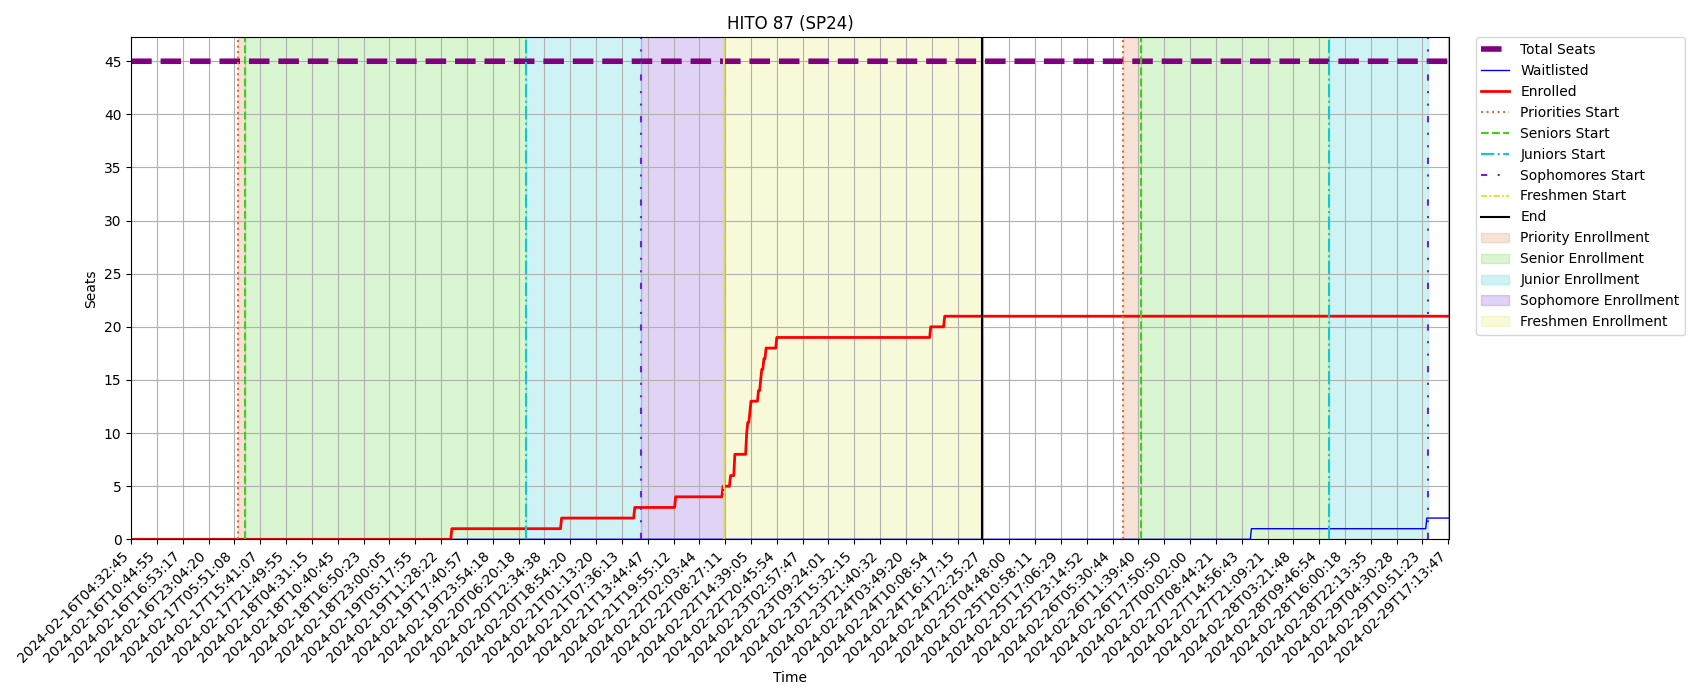 HITO 87 (SP24)
Seats
45
40
35
30
25
20
15
10
5
0
2024-02-16T04:32:45
2024-02-16T10:44:55
2024-02-16T16:53:17
2024-02-16T23:04:20
2024-02-17T05:51:08
2024-02-17T15:41:07
2024-02-17T21:49:55
2024-02-18T04:31:15
2024-02-18T10:40:45
2024-02-18T16:50:23
2024-02-18T23:00:05
2024-02-19T05:17:55
2024-02-19T11:28:22
2024-02-19T17:40:57
2024-02-19T23:54:18
2024-02-20T06:20:18
2024-02-20T12:34:38
2024-02-20T18:54:20
2024-02-21T01:13:20
2024-02-21T07:36:13
2024-02-21T13:44:47
2024-02-21T19:55:12
2024-02-22T02:03:44
2024-02-22T08:27:11
2024-02-22T14:39:05
2024-02-22T20:45:54
2024-02-23T02:57:47
2024-02-23T09:24:01
2024-02-23T15:32:15
2024-02-23T21:40:32
2024-02-24T03:49:20
2024-02-24T10:08:54
2024-02-24T16:17:15
2024-02-24T22:25:27
2024-02-25T04:48:00
2024-02-25T10:58:11
2024-02-25T17:06:29
2024-02-25T23:14:52
2024-02-26T05:30:44
2024-02-26T11:39:40
2024-02-26T17:50:50
2024-02-27T00:02:00
2024-02-27T08:44:21
2024-02-27T14:56:43
2024-02-27T21:09:21
2024-02-28T03:21:48
2024-02-28T09:46:54
2024-02-28T16:00:18
2024-02-28T22:13:35
2024-02-29T04:30:28
2024-02-29T10:51:23
2024-02-29T17:13:47
Time
Total Seats
Waitlisted
Enrolled
Priorities Start
Seniors Start
Juniors Start
Sophomores Start
Freshmen Start
End
Priority Enrollment
Senior Enrollment
Junior Enrollment
Sophomore Enrollment
Freshmen Enrollment